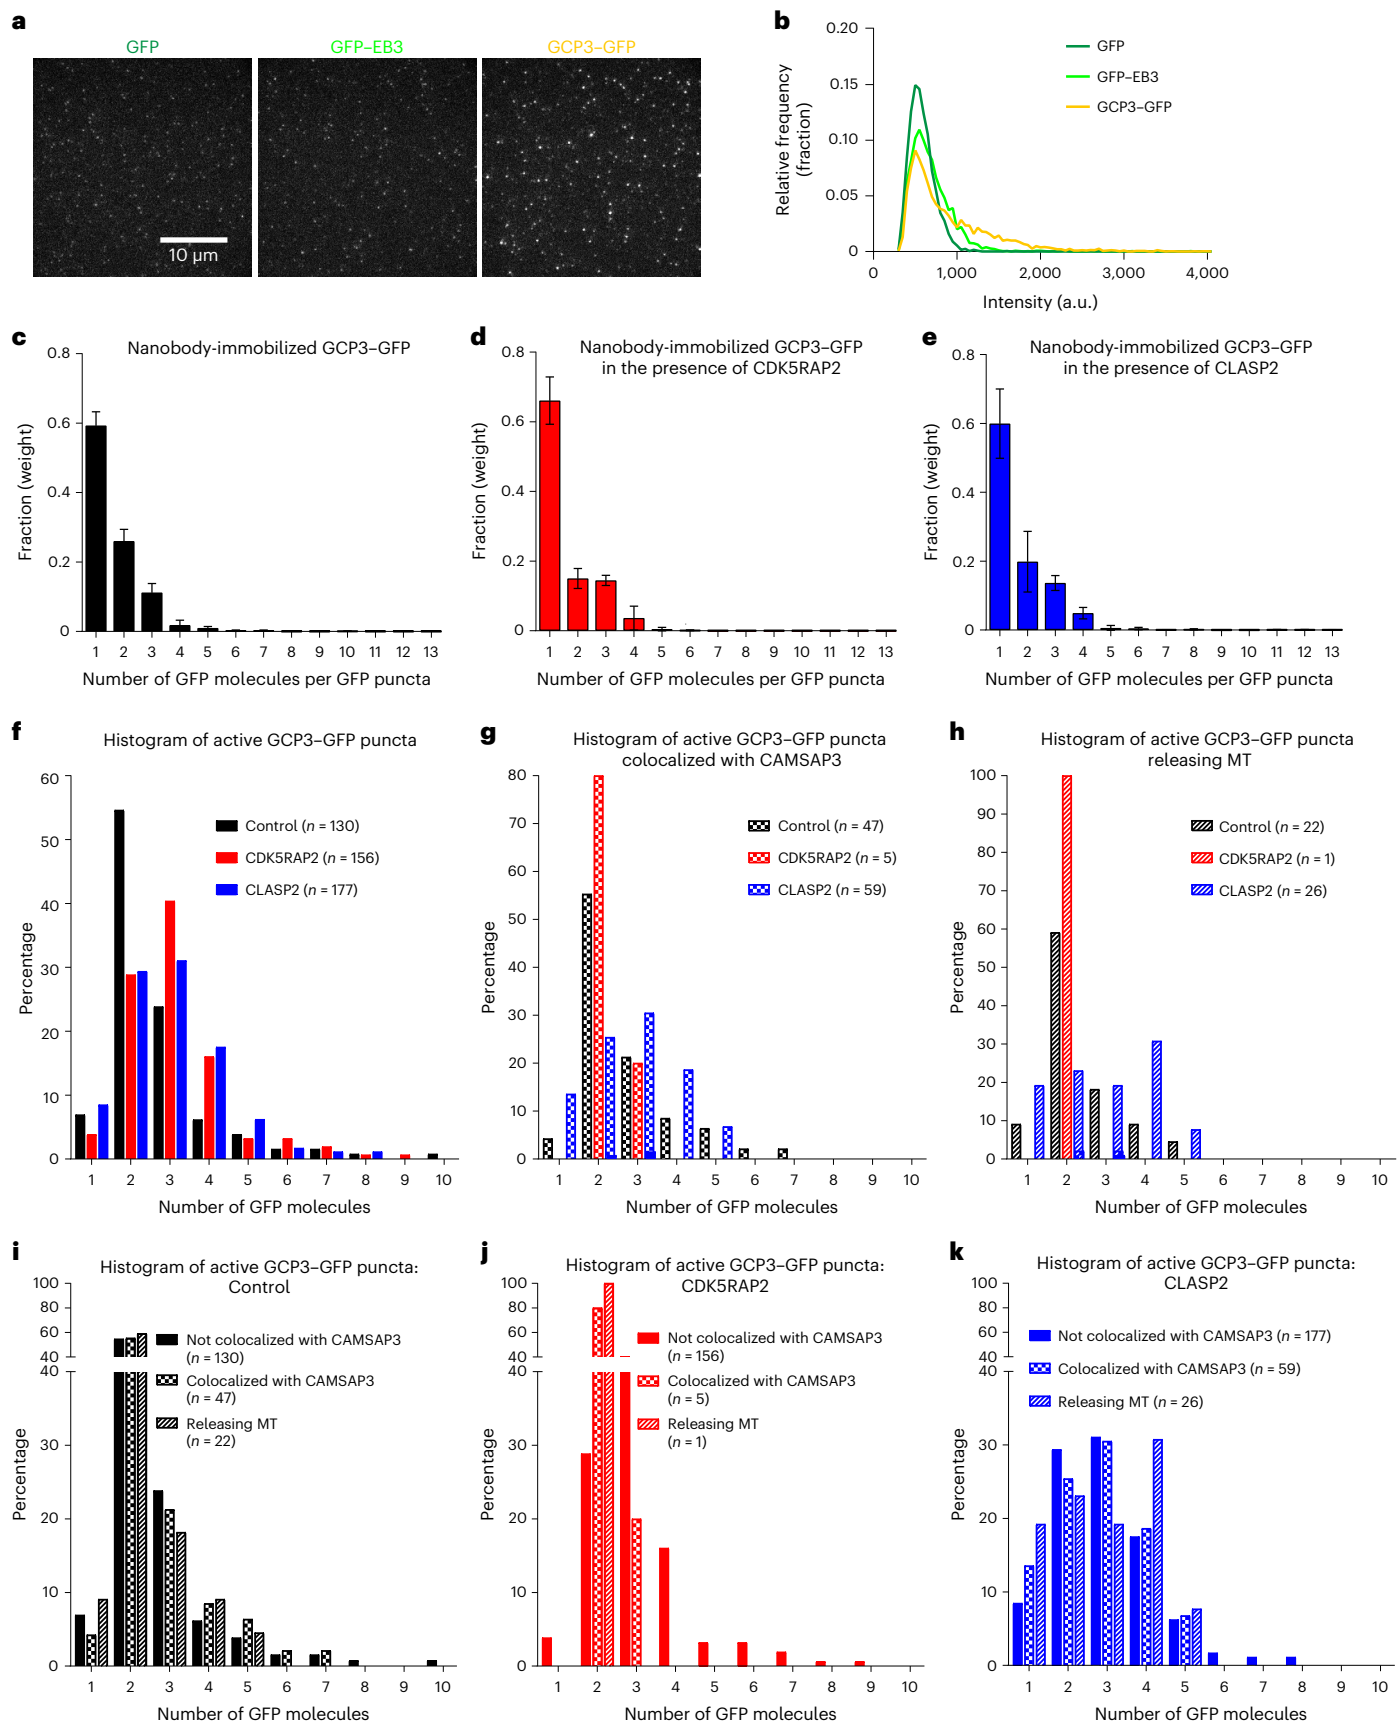 a
GFP
GFP–EB3
GCP3–GFP
10 µm
b
0.20
0.15
0.10
0.05
0
Relative frequency
(fraction)
GFP
GFP–EB3
GCP3–GFP
0
1,000
2,000
3,000
4,000
Intensity (a.u.)
c
Nanobody-immobilized GCP3–GFP
0.8
0.6
0.4
0.2
0
Fraction (weight)
1 2 3 4 5 6 7 8 9 10 11 12 13
Number of GFP molecules per GFP puncta
d
Nanobody-immobilized GCP3–GFP
in the presence of CDK5RAP2
0.8
0.6
0.4
0.2
0
Fraction (weight)
1 2 3 4 5 6 7 8 9 10 11 12 13
Number of GFP molecules per GFP puncta
e
Nanobody-immobilized GCP3–GFP
in the presence of CLASP2
0.8
0.6
0.4
0.2
0
Fraction (weight)
1 2 3 4 5 6 7 8 9 10 11 12 13
Number of GFP molecules per GFP puncta
f
Histogram of active GCP3–GFP puncta
60
50
40
30
20
10
0
Percentage
Control (n = 130)
CDK5RAP2 (n = 156)
CLASP2 (n = 177)
1 2 3 4 5 6 7 8 9 10
Number of GFP molecules
g
Histogram of active GCP3–GFP puncta
colocalized with CAMSAP3
80
70
60
50
40
30
20
10
0
Percentage
Control (n = 47)
CDK5RAP2 (n = 5)
CLASP2 (n = 59)
1 2 3 4 5 6 7 8 9 10
Number of GFP molecules
h
Histogram of active GCP3–GFP puncta
releasing MT
100
90
80
70
60
50
40
30
20
10
0
Percentage
Control (n = 22)
CDK5RAP2 (n = 1)
CLASP2 (n = 26)
1 2 3 4 5 6 7 8 9 10
Number of GFP molecules
i
Histogram of active GCP3–GFP puncta:
Control
100
80
60
40
40
30
20
10
0
Percentage
Not colocalized with CAMSAP3
(n = 130)
Colocalized with CAMSAP3
(n = 47)
Releasing MT
(n = 22)
1 2 3 4 5 6 7 8 9 10
Number of GFP molecules
j
Histogram of active GCP3–GFP puncta:
CDK5RAP2
100
80
60
40
40
30
20
10
0
Percentage
Not colocalized with CAMSAP3
(n = 156)
Colocalized with CAMSAP3
(n = 5)
Releasing MT
(n = 1)
1 2 3 4 5 6 7 8 9 10
Number of GFP molecules
k
Histogram of active GCP3–GFP puncta:
CLASP2
100
80
60
40
40
30
20
10
0
Percentage
Not colocalized with CAMSAP3 (n = 177)
Colocalized with CAMSAP3 (n = 59)
Releasing MT (n = 26)
1 2 3 4 5 6 7 8 9 10
Number of GFP molecules